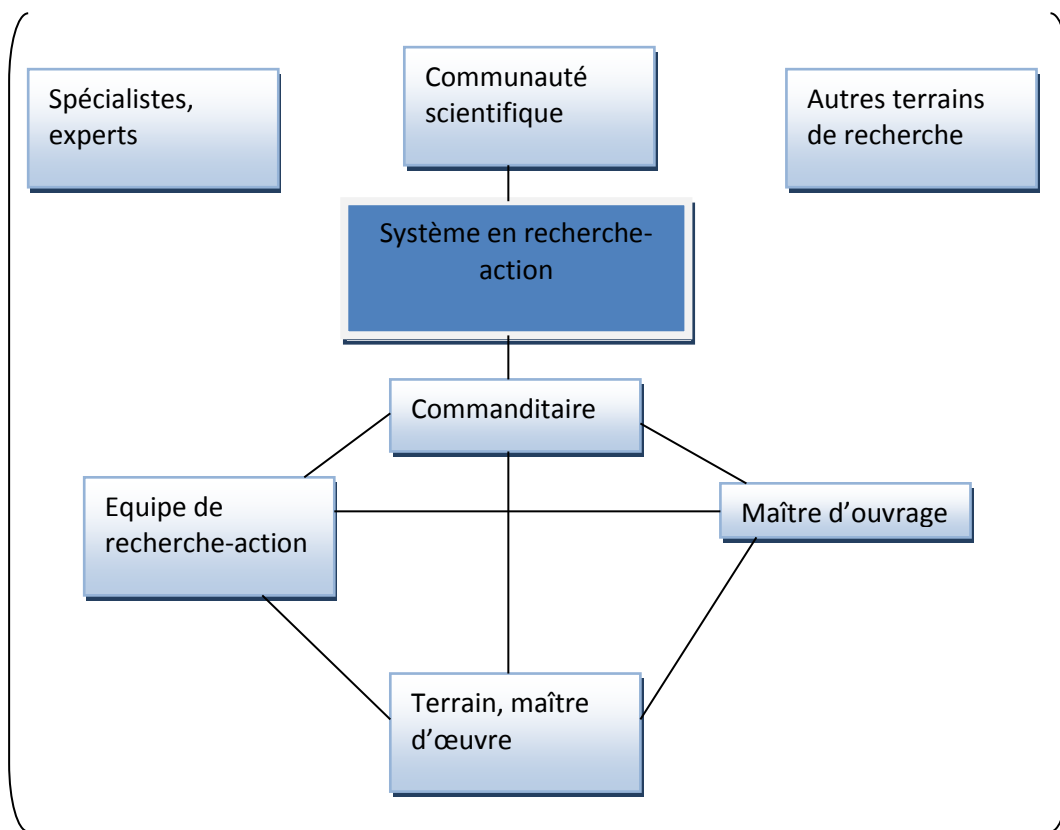 Spécialistes,
experts
Communauté
scientifique
Autres terrains
de recherche
Système en recherche-
action
Commanditaire
Equipe de
recherche-action
Maître d’ouvrage
Terrain, maître
d’œuvre